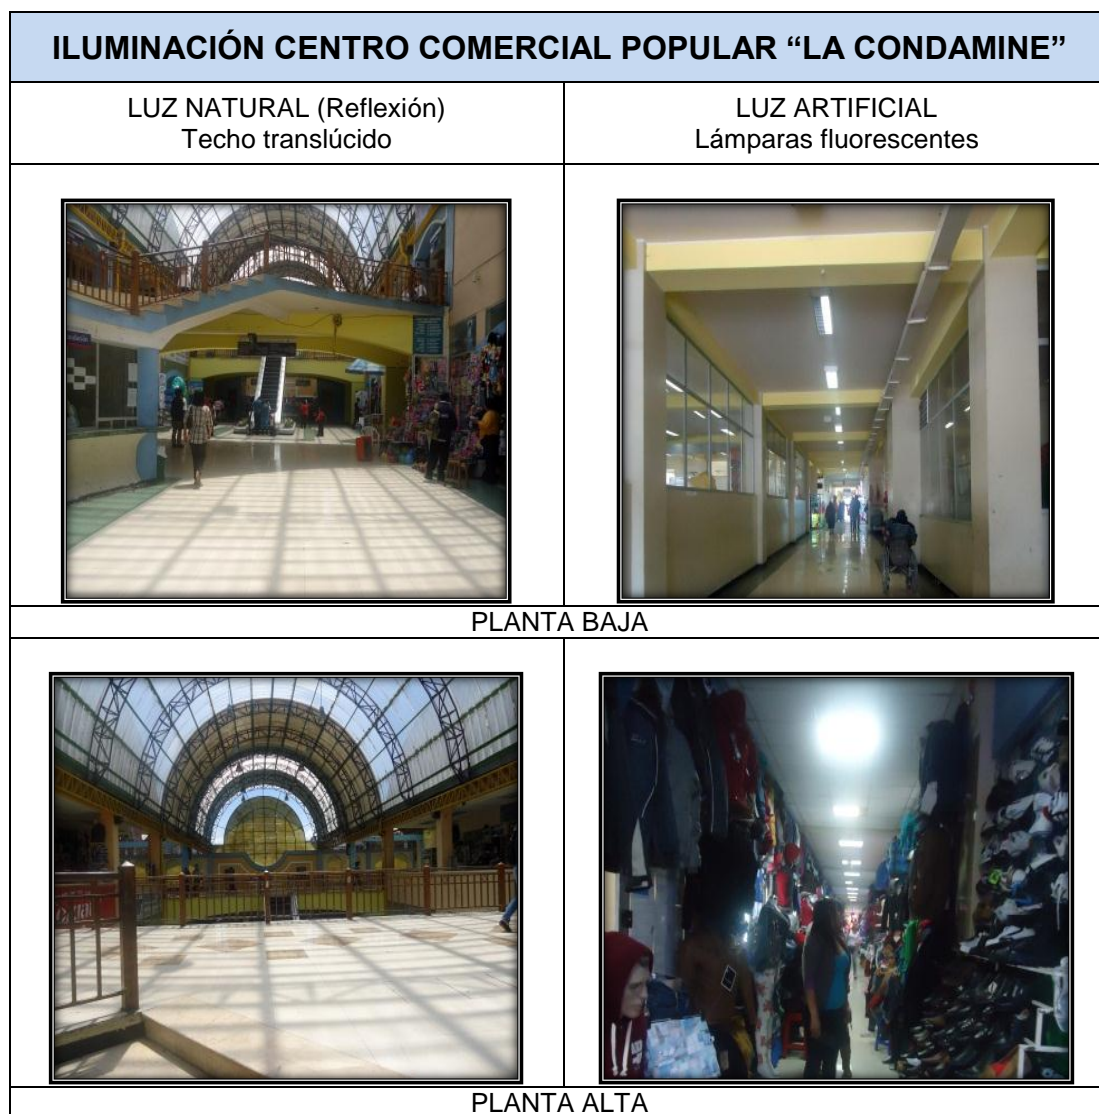 ILUMINACIÓN CENTRO COMERCIAL POPULAR “LA CONDAMINE”
LUZ NATURAL (Reflexión)
Techo translúcido
LUZ ARTIFICIAL
Lámparas fluorescentes
PLANTA BAJA
PLANTA ALTA